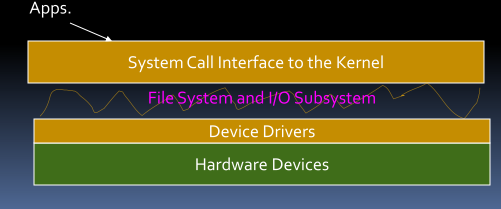 Apps.
System Call Interface to the Kernel
File System and I/O Subsystem
Device Drivers
Hardware Devices